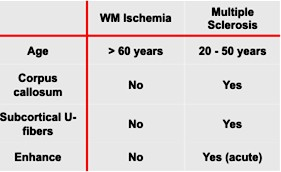 WM Ischemia
Multiple
Sclerosis
Age
> 60 years
20 - 50 years
Corpus
callosum
No
Yes
Subcortical U-
fibers
No
Yes
Enhance
No
Yes (acute)